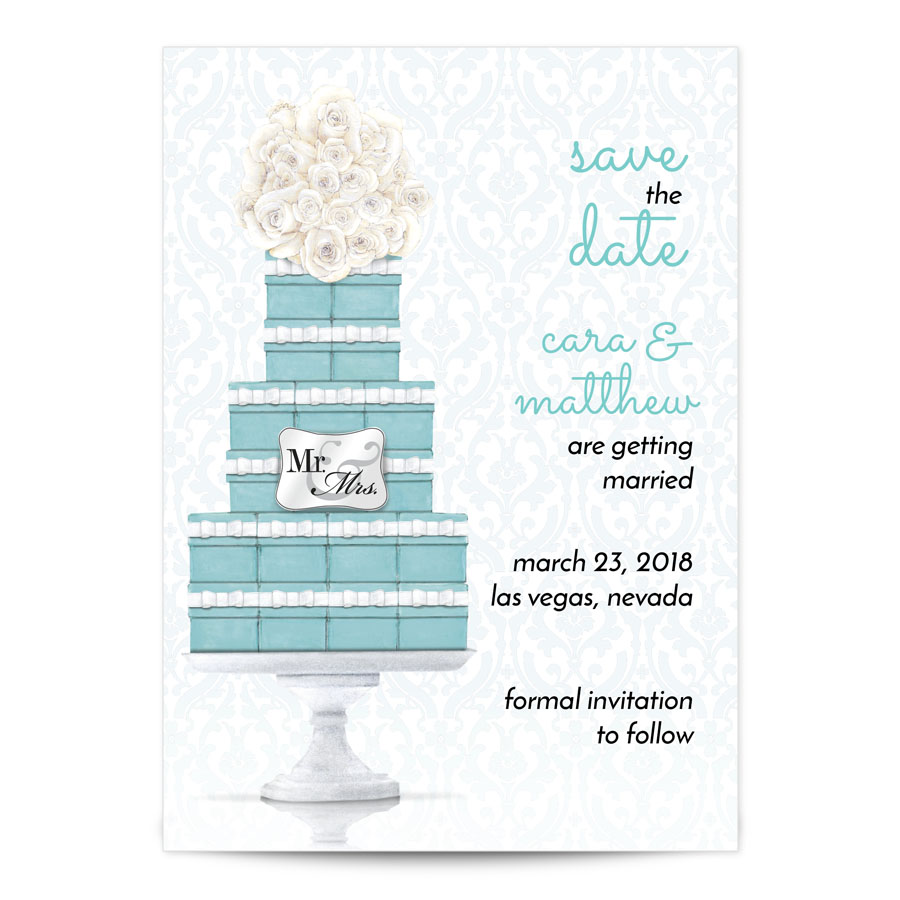 save
the
date
cara &
matthew
are getting
married
Mr. &
Mrs.
march 23, 2018
las vegas, nevada
formal invitation
to follow